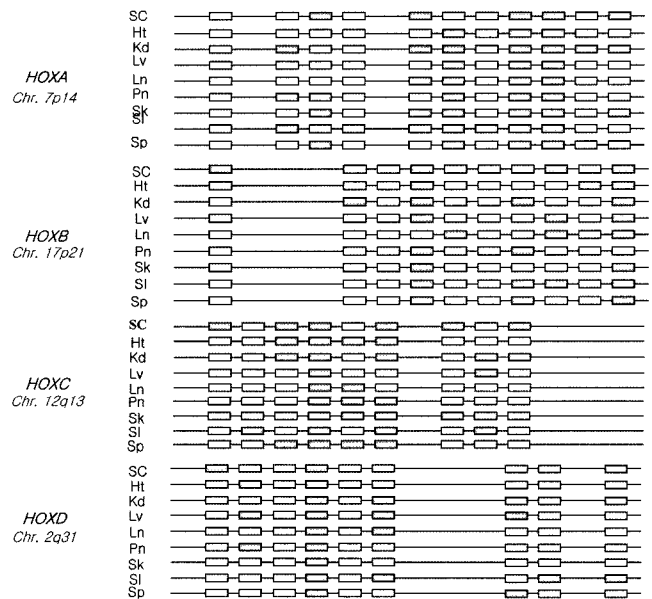 SC
Ht
Kd
Lv
Ln
Pn
Sk
Sl
Sp
HOXA
Chr. 7p14
SC
Ht
Kd
Lv
Ln
Pn
Sk
Sl
Sp
HOXB
Chr. 17p21
SC
Ht
Kd
Lv
Ln
Pn
Sk
Sl
Sp
HOXC
Chr. 12q13
SC
Ht
Kd
Lv
Ln
Pn
Sk
Sl
Sp
HOXD
Chr. 2q31